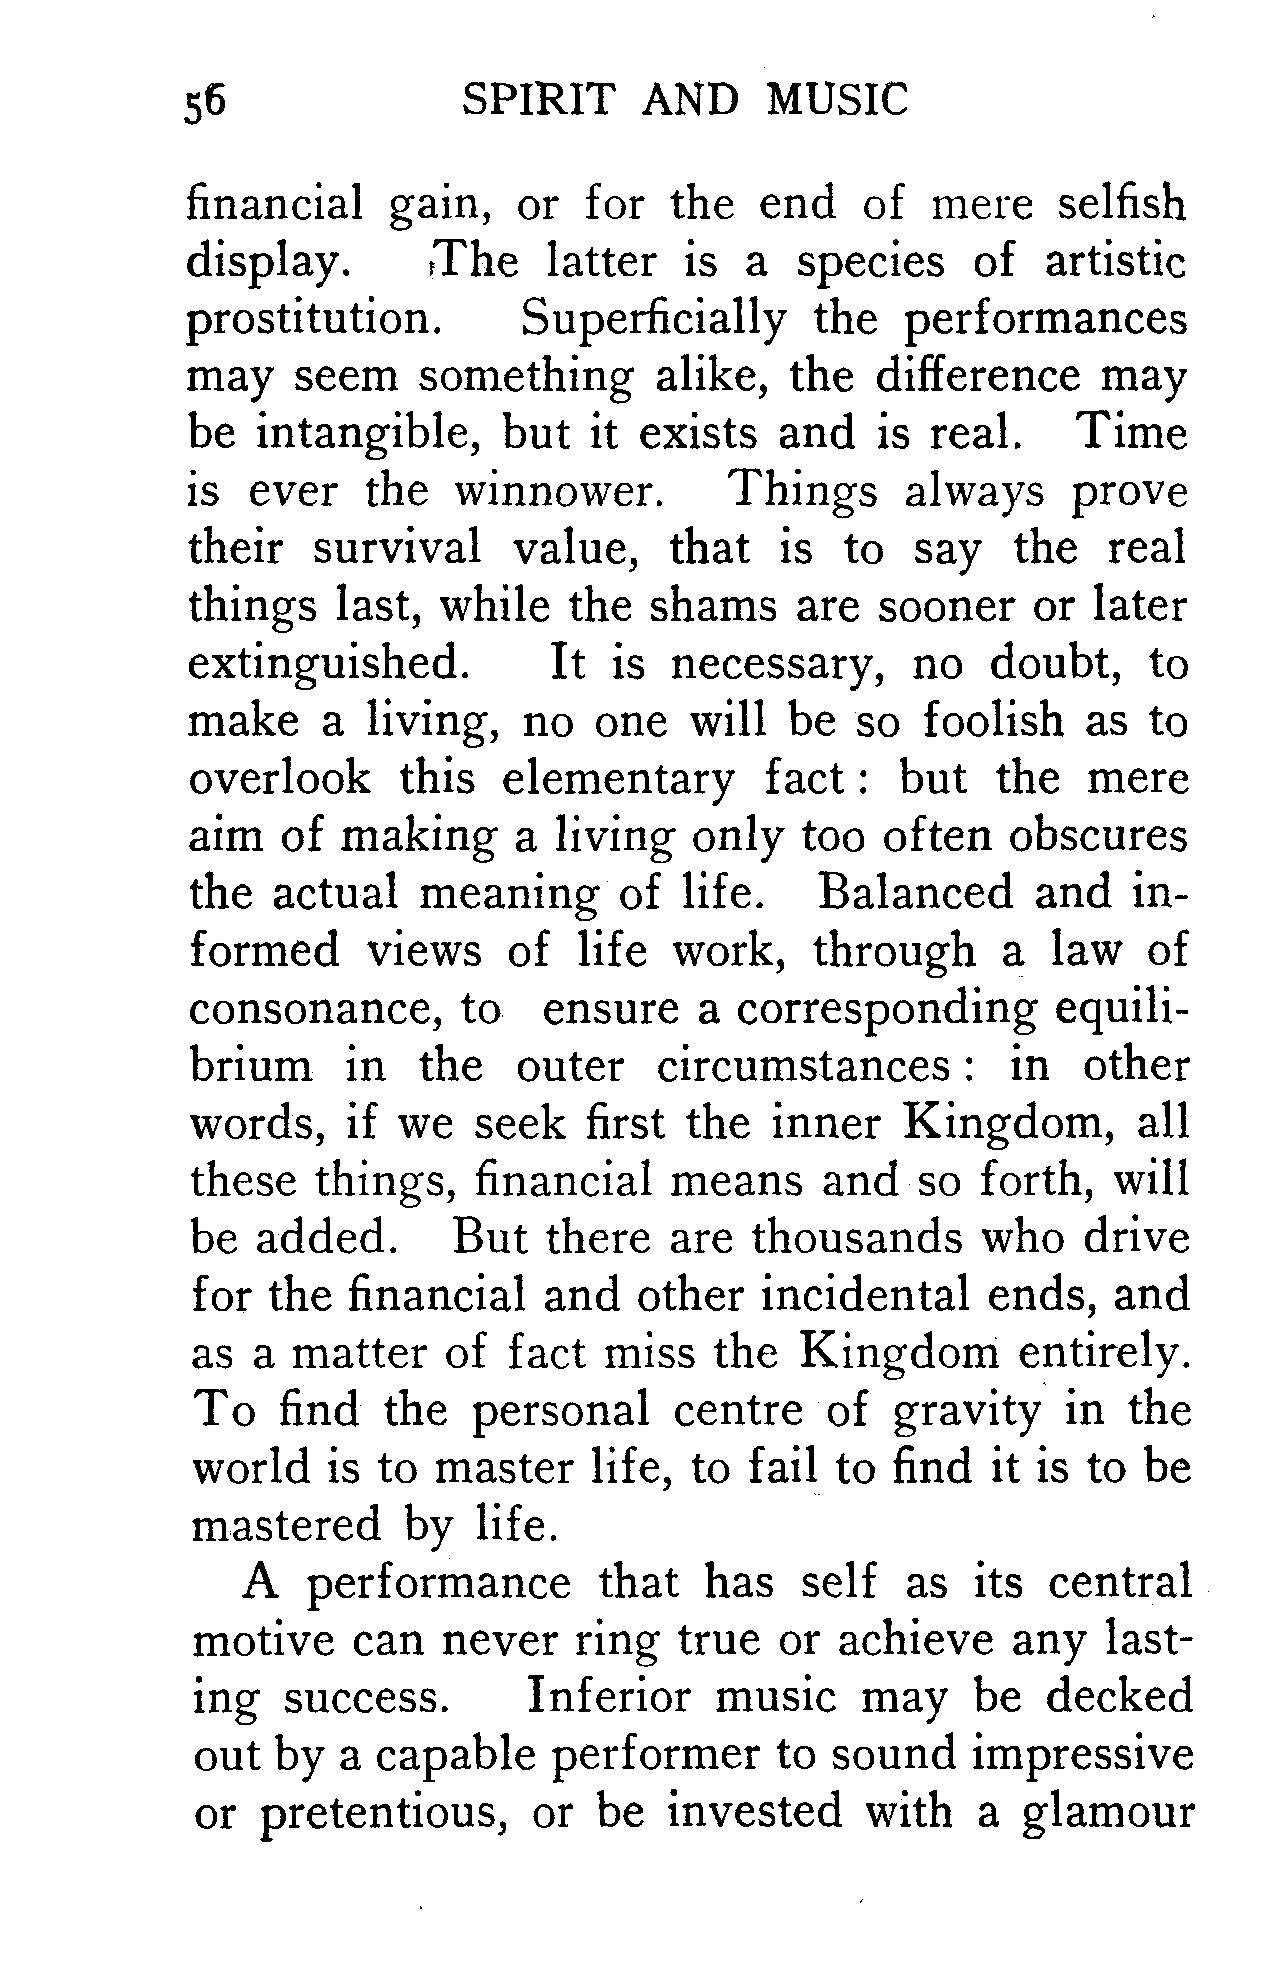 56 SPIRIT AND MUSIC
financial gain, or for the end of mere selfish
display. The latter is a species of artistic
prostitution. Superficially the performances
may seem something alike, the difference may
be intangible, but it exists and is real. Time
is ever the winnower. Things always prove
their survival value, that is to say the real
things last, while the shams are sooner or later
extinguished. It is necessary, no doubt, to
make a living, no one will be so foolish as to
overlook this elementary fact : but the mere
aim of making a living only too often obscures
the actual meaning of life. Balanced and in-
formed views of life work, through a law of
consonance, to ensure a corresponding equili-
brium in the outer circumstances : in other
words, if we seek first the inner Kingdom, all
these things, financial means and so forth, will
be added. But there are thousands who drive
for the financial and other incidental ends, and
as a matter of fact miss the Kingdom entirely.
To find the personal centre of gravity in the
world is to master life, to fail to find it is to be
mastered by life.
A performance that has self as its central
motive can never ring true or achieve any last-
ing success. Inferior music may be decked
out by a capable performer to sound impressive
or pretentious, or be invested with a glamour